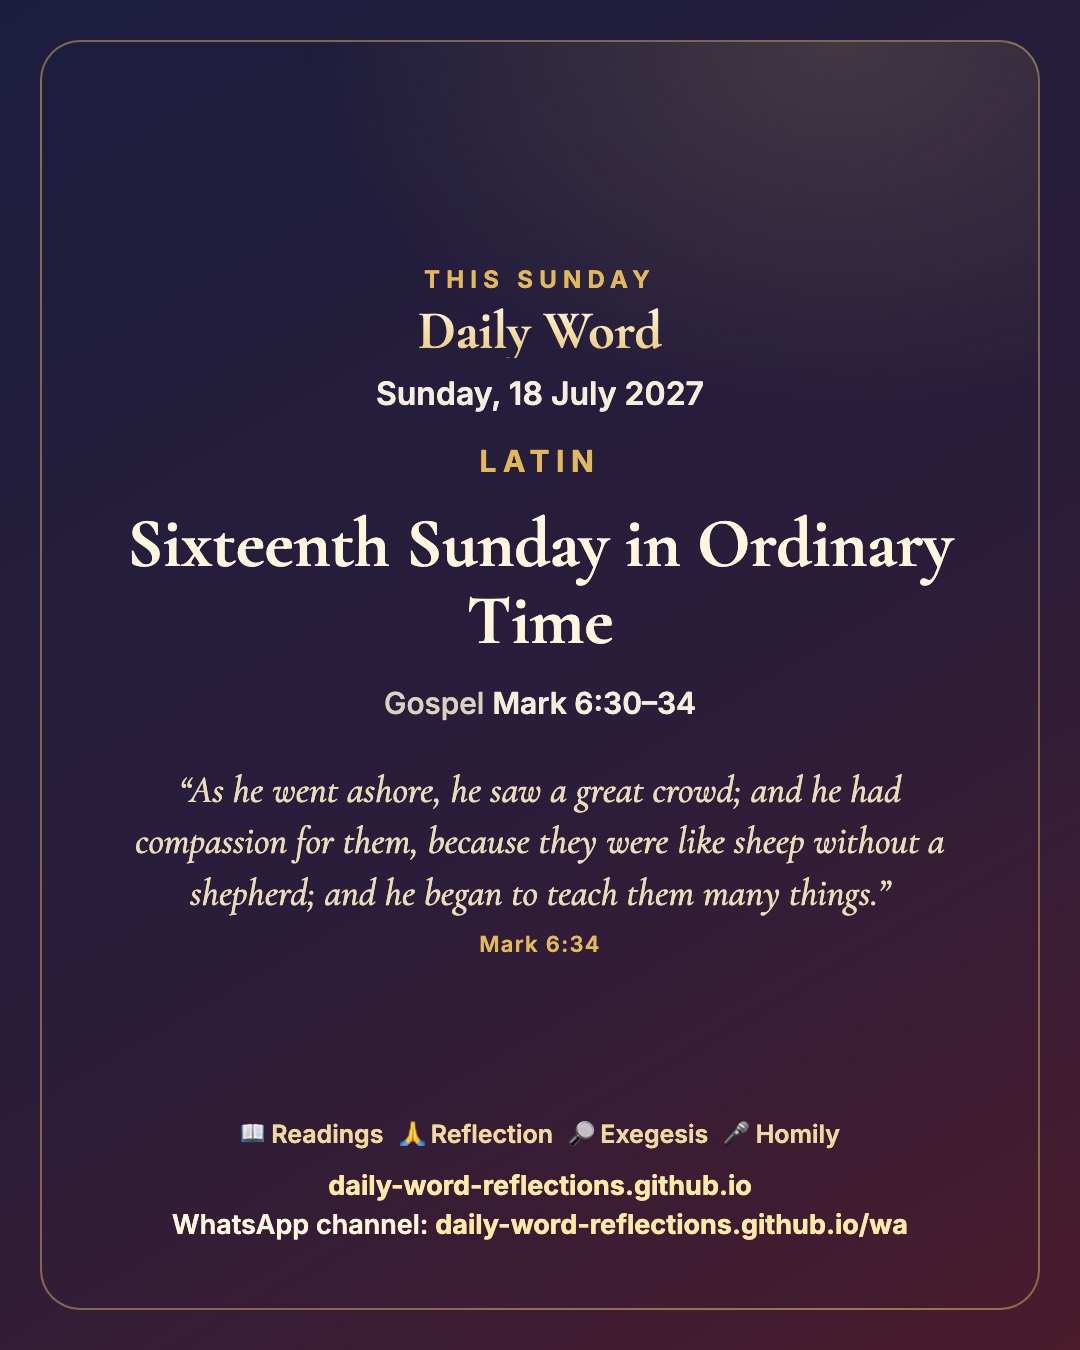 THIS SUNDAY
Daily Word
Sunday, 18 July 2027
LATIN
Sixteenth Sunday in Ordinary
Time
Gospel Mark 6:30–34
“As he went ashore, he saw a great crowd; and he had
compassion for them, because they were like sheep without a
shepherd; and he began to teach them many things.”
Mark 6:34
📖 Readings 🙏 Reflection 🔎 Exegesis 🎤 Homily
daily-word-reflections.github.io
WhatsApp channel: daily-word-reflections.github.io/wa